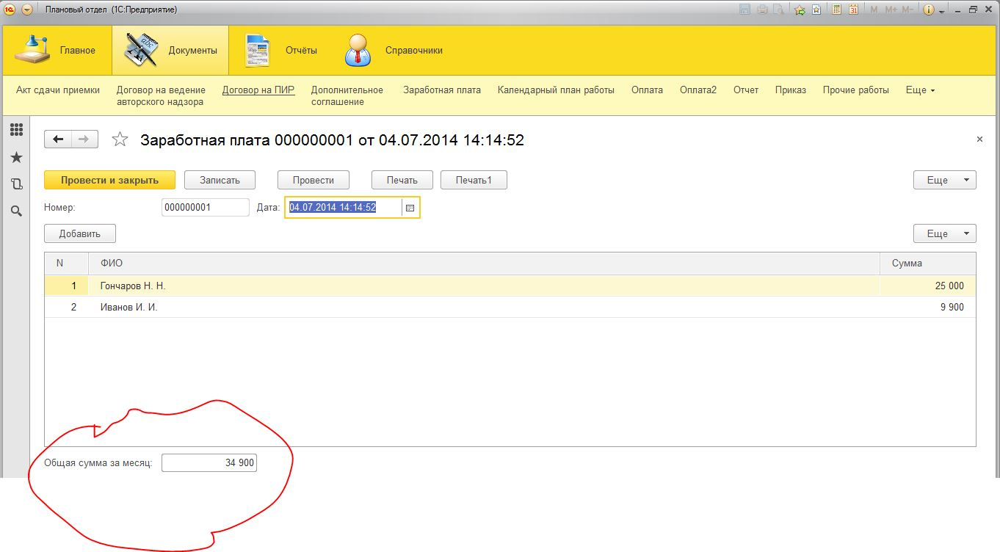 Плановый отдел (1С:Предприятие)
M M+ M-
Главное
Документы
Отчёты
Справочники
Акт сдачи приемки
Договор на ведение
авторского надзора
Договор на ПИР
Дополнительное
соглашение
Заработная плата
Календарный план работы
Оплата
Оплата2
Отчет
Приказ
Прочие работы
Еще
Заработная плата 000000001 от 04.07.2014 14:14:52
Провести и закрыть
Записать
Провести
Печать
Печать1
Еще
Номер: 000000001 Дата: 04.07.2014 14:14:52
Добавить
Еще
N ФИО Сумма
1 Гончаров Н. Н. 25 000
2 Иванов И. И. 9 900
Общая сумма за месяц: 34 900